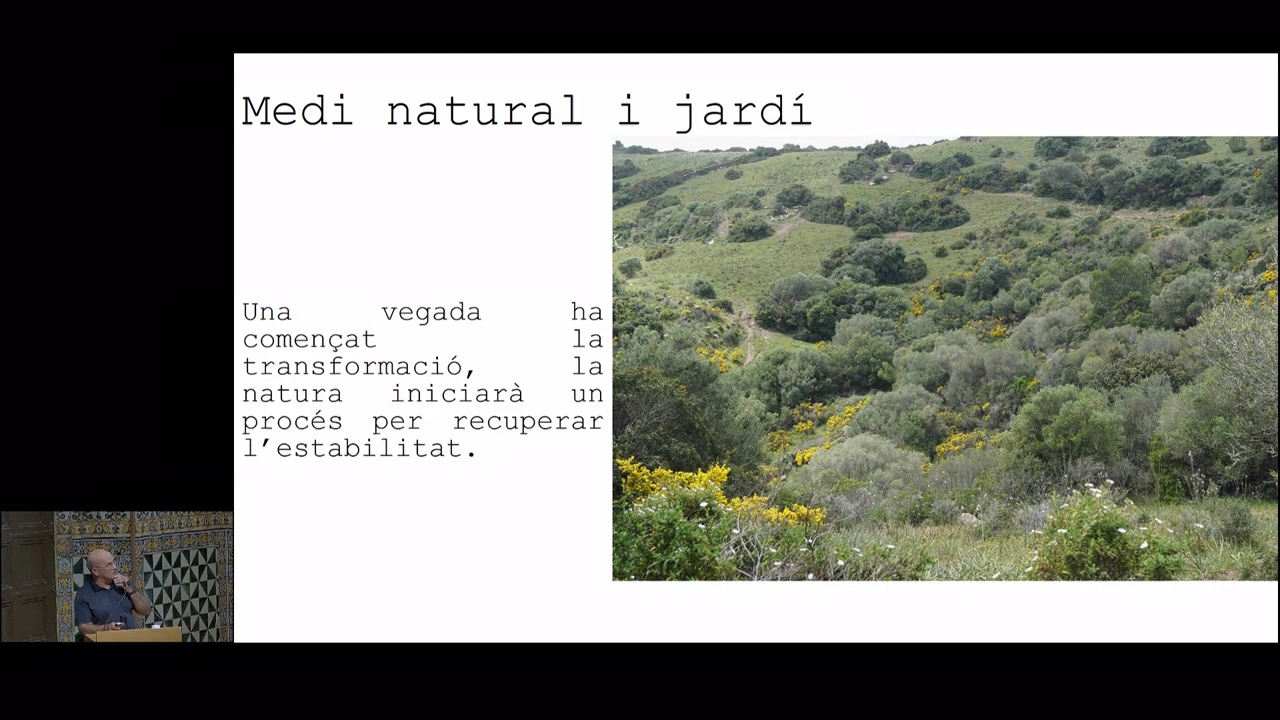 Medi natural i jardí
Una vegada ha
començat la
transformació, la
natura iniciarà un
procés per recuperar
l’estabilitat.